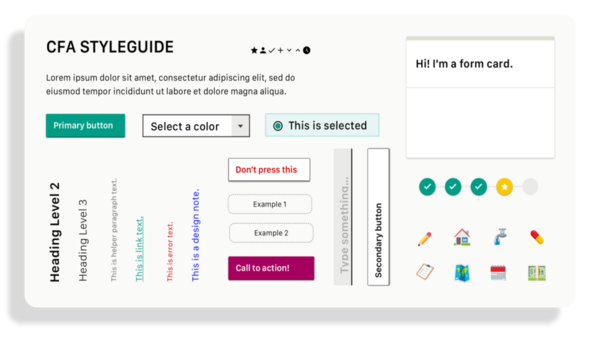 CFA STYLEGUIDE
Lorem ipsum dolor sit amet, consectetur adipiscing elit, sed do
eiusmod tempor incididunt ut labore et dolore magna aliqua.
Primary button
Select a color
This is selected
Hi! I'm a form card.
Heading Level 2
Heading Level 3
This is helper paragraph text.
This is link text.
This is error text.
This is a design note.
Don't press this
Example 1
Example 2
Call to action!
Type something...
Secondary button